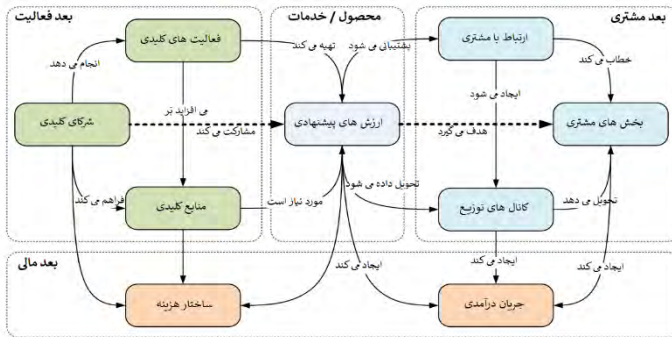 بعد مشتری
محصول / خدمات
بعد فعالیت
ارتباط با مشتری
فعالیت های کلیدی
پشتیبانی می شود
تهیه می کند
خطاب می کند
انجام می دهد
ایجاد می شود
می افزاید بر
بخش های مشتری
ارزش های پیشنهادی
شرکای کلیدی
هدف می گیرد
مشارکت می کند
تحویل داده می شود
کانال های توزیع
تحویل می دهد
منابع کلیدی
مورد نیاز است
فراهم می کند
بعد مالی
ایجاد می کند
ایجاد می کند
ایجاد می کند
جریان درآمدی
ساختار هزینه